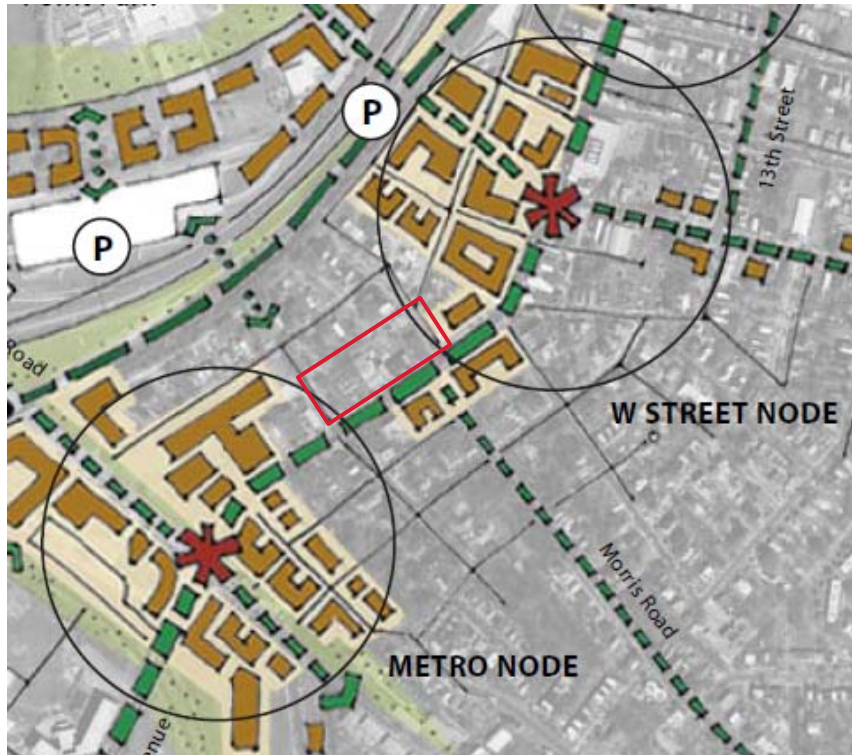 P
13th Street
P
Road
W STREET NODE
Morris Road
METRO NODE